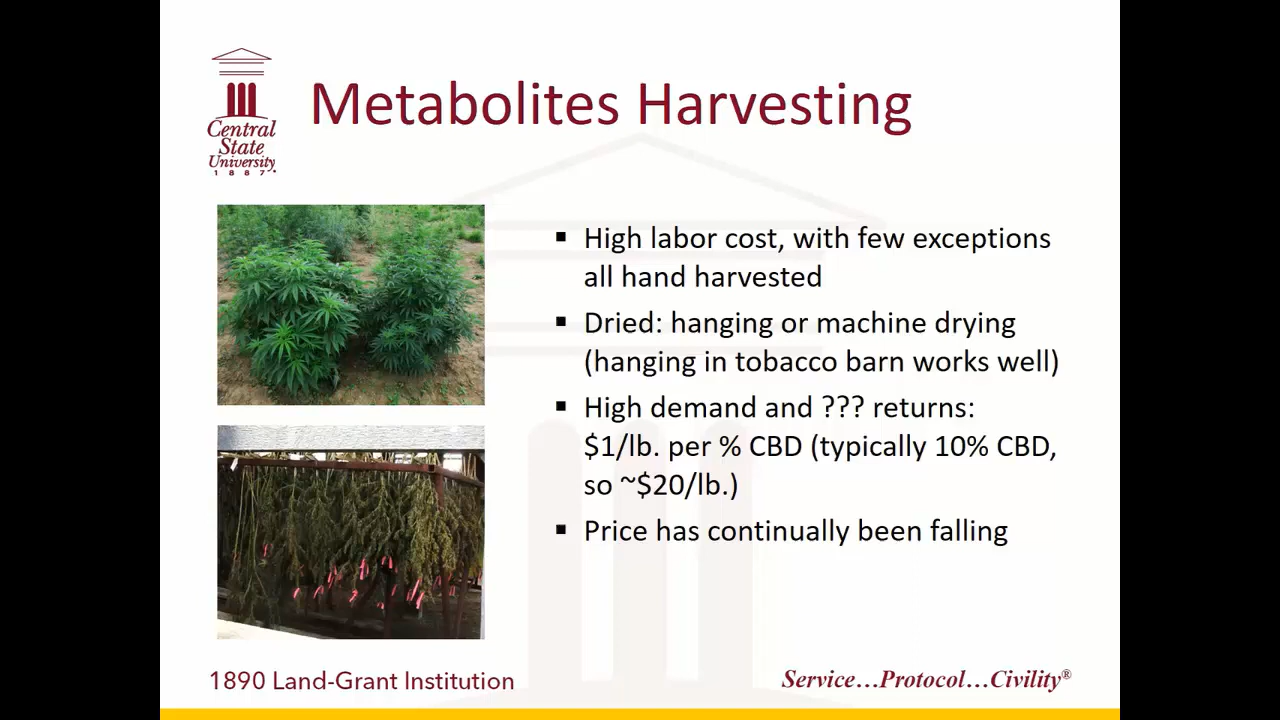 Central
State
University
1887
Metabolites Harvesting
▪ High labor cost, with few exceptions
all hand harvested
▪ Dried: hanging or machine drying
(hanging in tobacco barn works well)
▪ High demand and ??? returns:
$1/lb. per % CBD (typically 10% CBD,
so ~$20/lb.)
▪ Price has continually been falling
1890 Land-Grant Institution
Service…Protocol…Civility®